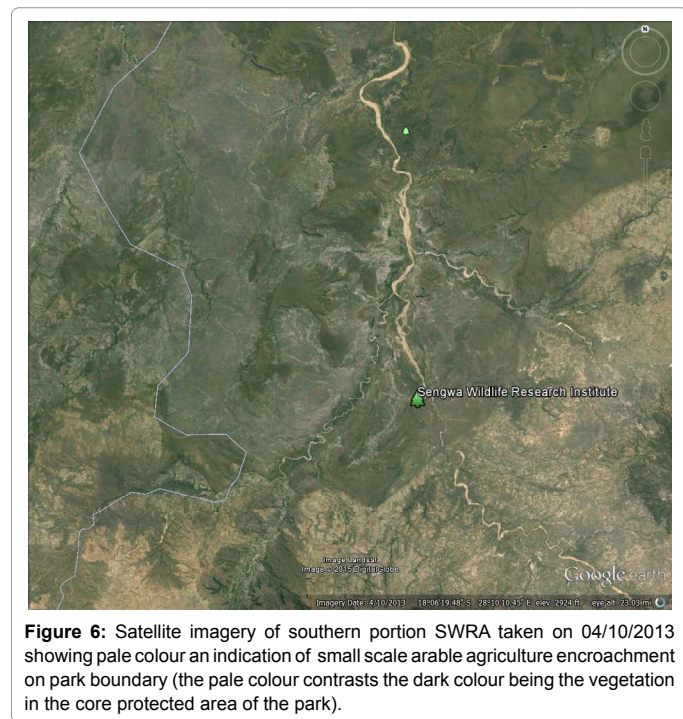 N
Sengwa Wildlife Research Institute
Image Landsat
Image © 2015 DigitalGlobe
Google earth
Imagery Date: 4/10/2013 18°06'19.48" S 28°10'10.45" E elev 2924 ft eye alt 23.03 mi
Figure 6: Satellite imagery of southern portion SWRA taken on 04/10/2013
showing pale colour an indication of small scale arable agriculture encroachment
on park boundary (the pale colour contrasts the dark colour being the vegetation
in the core protected area of the park).